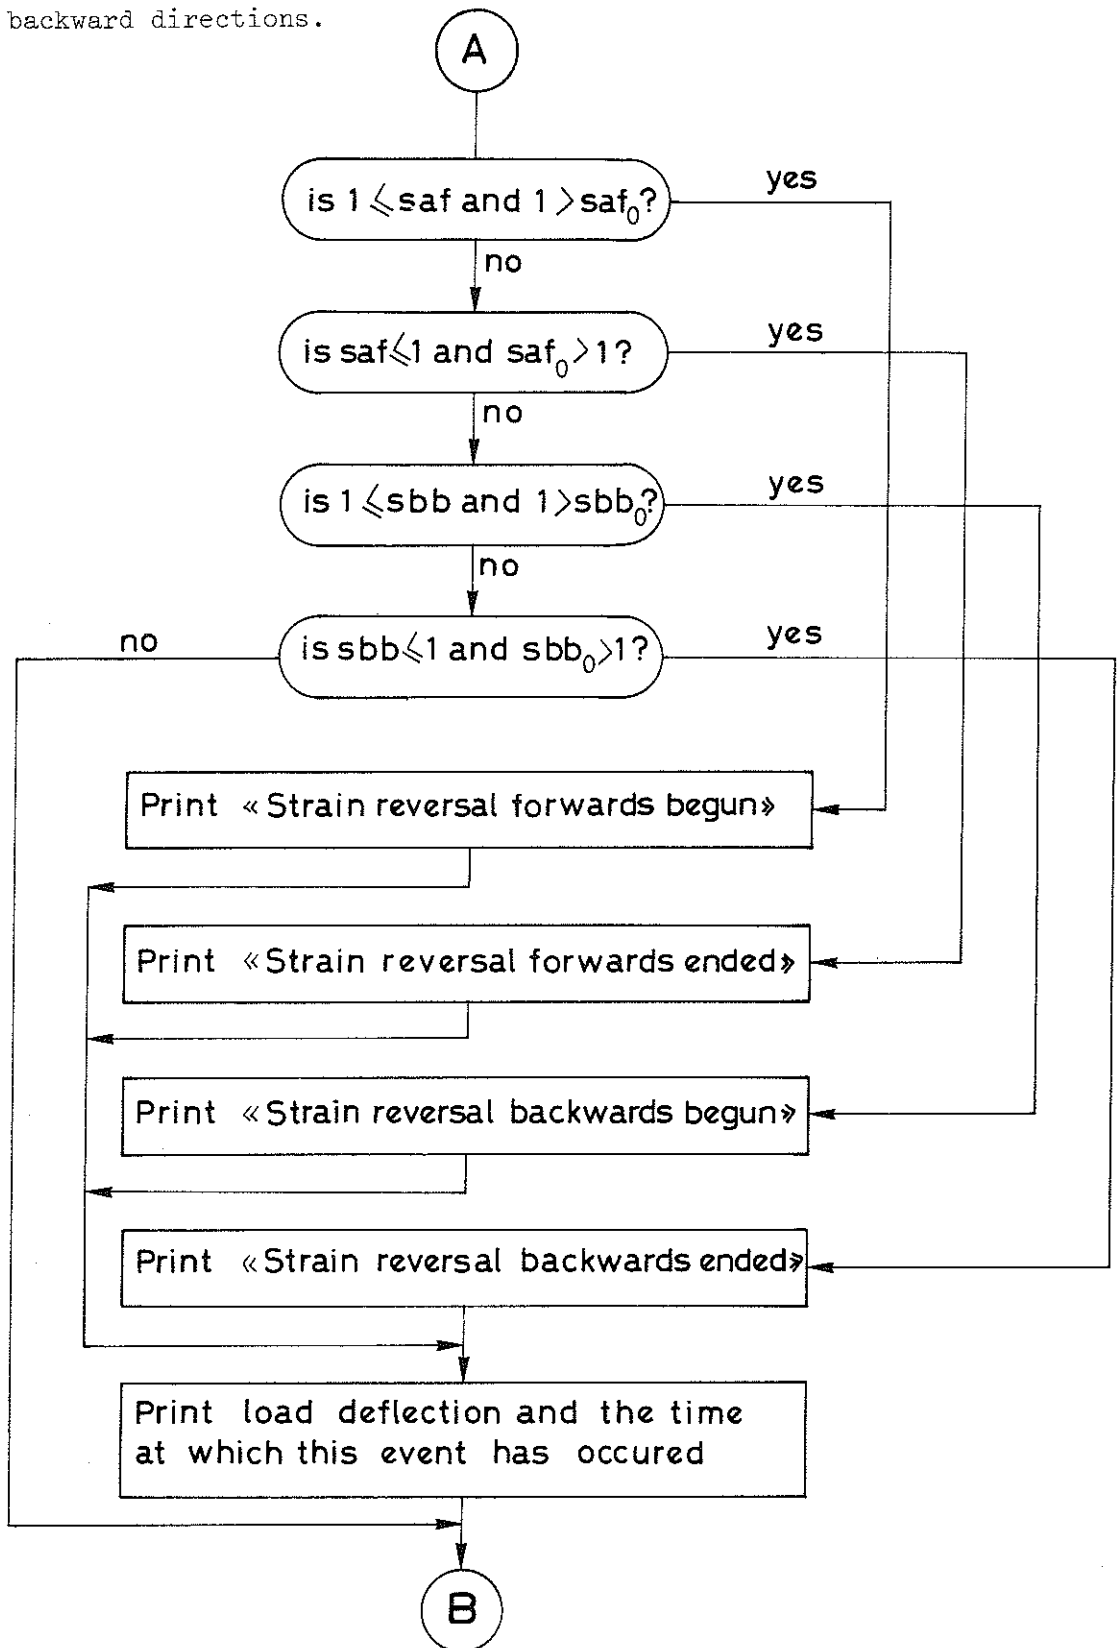 backward directions.
A
is 1 ⩽ saf and 1 > saf₀?
yes
no
is saf ⩽ 1 and saf₀ > 1?
yes
no
is 1 ⩽ sbb and 1 > sbb₀?
yes
no
is sbb ⩽ 1 and sbb₀ > 1?
no
yes
Print « Strain reversal forwards begun »
Print « Strain reversal forwards ended »
Print « Strain reversal backwards begun »
Print « Strain reversal backwards ended »
Print load deflection and the time
at which this event has occured
B